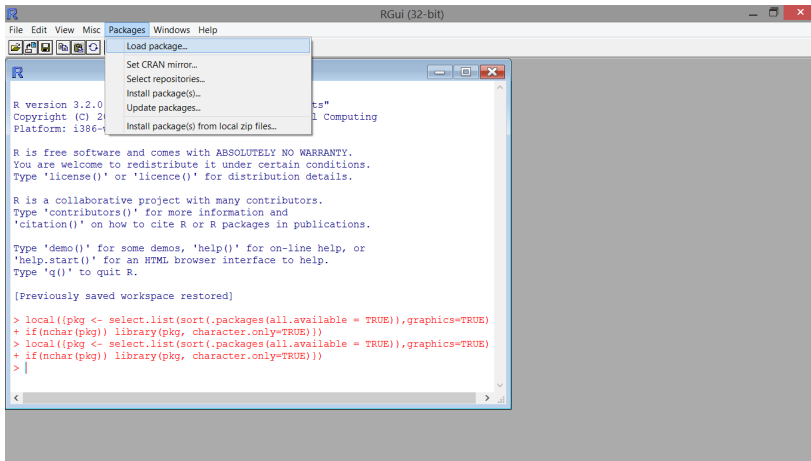 RGui (32-bit)
File Edit View Misc Packages Windows Help
Load package...
Set CRAN mirror...
Select repositories...
Install package(s)...
Update packages...
Install package(s) from local zip files...
R version 3.2.0 ts"
Copyright (C) 2 l Computing
Platform: i386-
R is free software and comes with ABSOLUTELY NO WARRANTY.
You are welcome to redistribute it under certain conditions.
Type 'license()' or 'licence()' for distribution details.
R is a collaborative project with many contributors.
Type 'contributors()' for more information and
'citation()' on how to cite R or R packages in publications.
Type 'demo()' for some demos, 'help()' for on-line help, or
'help.start()' for an HTML browser interface to help.
Type 'q()' to quit R.
[Previously saved workspace restored]
> local({pkg <- select.list(sort(.packages(all.available = TRUE)),graphics=TRUE)
+ if(nchar(pkg)) library(pkg, character.only=TRUE)})
> local({pkg <- select.list(sort(.packages(all.available = TRUE)),graphics=TRUE)
+ if(nchar(pkg)) library(pkg, character.only=TRUE)})
>